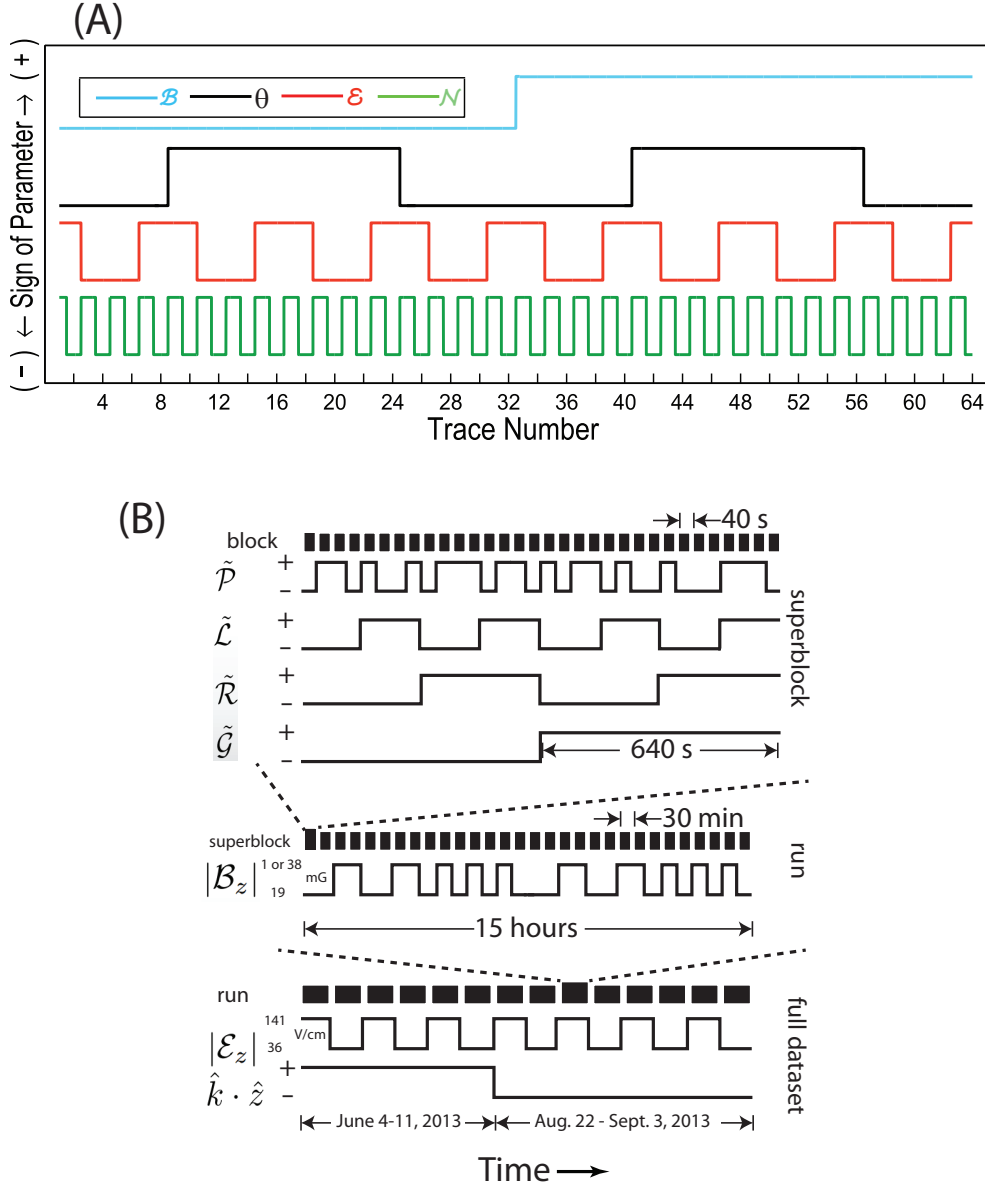 (A)
(-) ← Sign of Parameter → (+)
ℬ θ ℰ 𝒩
4 8 12 16 20 24 28 32 36 40 44 48 52 56 60 64
Trace Number
(B)
block
40 s
𝒫̃ + -
ℒ̃ + -
ℛ̃ + -
𝒢̃ + -
640 s
superblock
superblock
30 min
|ℬz| 1 or 38 19 mG
15 hours
run
run
|ℰz| 141 36 V/cm
k̂ · ẑ + -
June 4-11, 2013
Aug. 22 - Sept. 3, 2013
full dataset
Time →